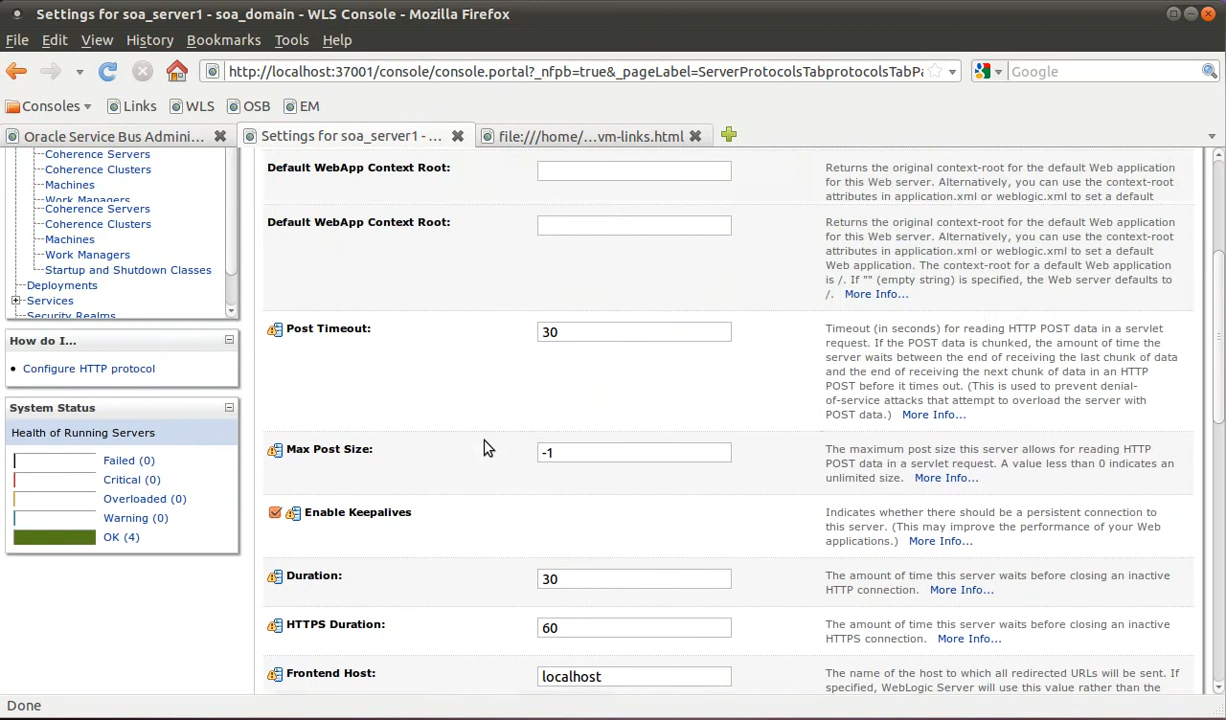 Settings for soa_server1 - soa_domain - WLS Console - Mozilla Firefox
File Edit View History Bookmarks Tools Help
http://localhost:37001/console/console.portal?_nfpb=true&_pageLabel=ServerProtocolsTabprotocolsTabPa
Google
Consoles Links WLS OSB EM
Oracle Service Bus Admini... Settings for soa_server1 - ... file:///home/...vm-links.html
Coherence Servers
Coherence Clusters
Machines
Work Managers
Coherence Servers
Coherence Clusters
Machines
Work Managers
Startup and Shutdown Classes
Deployments
Services
Security Realms
How do I...
Configure HTTP protocol
System Status
Health of Running Servers
Failed (0)
Critical (0)
Overloaded (0)
Warning (0)
OK (4)
Default WebApp Context Root:
Returns the original context-root for the default Web application
for this Web server. Alternatively, you can use the context-root
attributes in application.xml or weblogic.xml to set a default
Default WebApp Context Root:
Returns the original context-root for the default Web application
for this Web server. Alternatively, you can use the context-root
attributes in application.xml or weblogic.xml to set a default
Web application. The context-root for a default Web application
is /. If "" (empty string) is specified, the Web server defaults to
/. More Info...
Post Timeout:
30
Timeout (in seconds) for reading HTTP POST data in a servlet
request. If the POST data is chunked, the amount of time the
server waits between the end of receiving the last chunk of data
and the end of receiving the next chunk of data in an HTTP
POST before it times out. (This is used to prevent denial-
of-service attacks that attempt to overload the server with
POST data.) More Info...
Max Post Size:
-1
The maximum post size this server allows for reading HTTP
POST data in a servlet request. A value less than 0 indicates an
unlimited size. More Info...
Enable Keepalives
Indicates whether there should be a persistent connection to
this server. (This may improve the performance of your Web
applications.) More Info...
Duration:
30
The amount of time this server waits before closing an inactive
HTTP connection. More Info...
HTTPS Duration:
60
The amount of time this server waits before closing an inactive
HTTPS connection. More Info...
Frontend Host:
localhost
The name of the host to which all redirected URLs will be sent. If
specified, WebLogic Server will use this value rather than the
Done